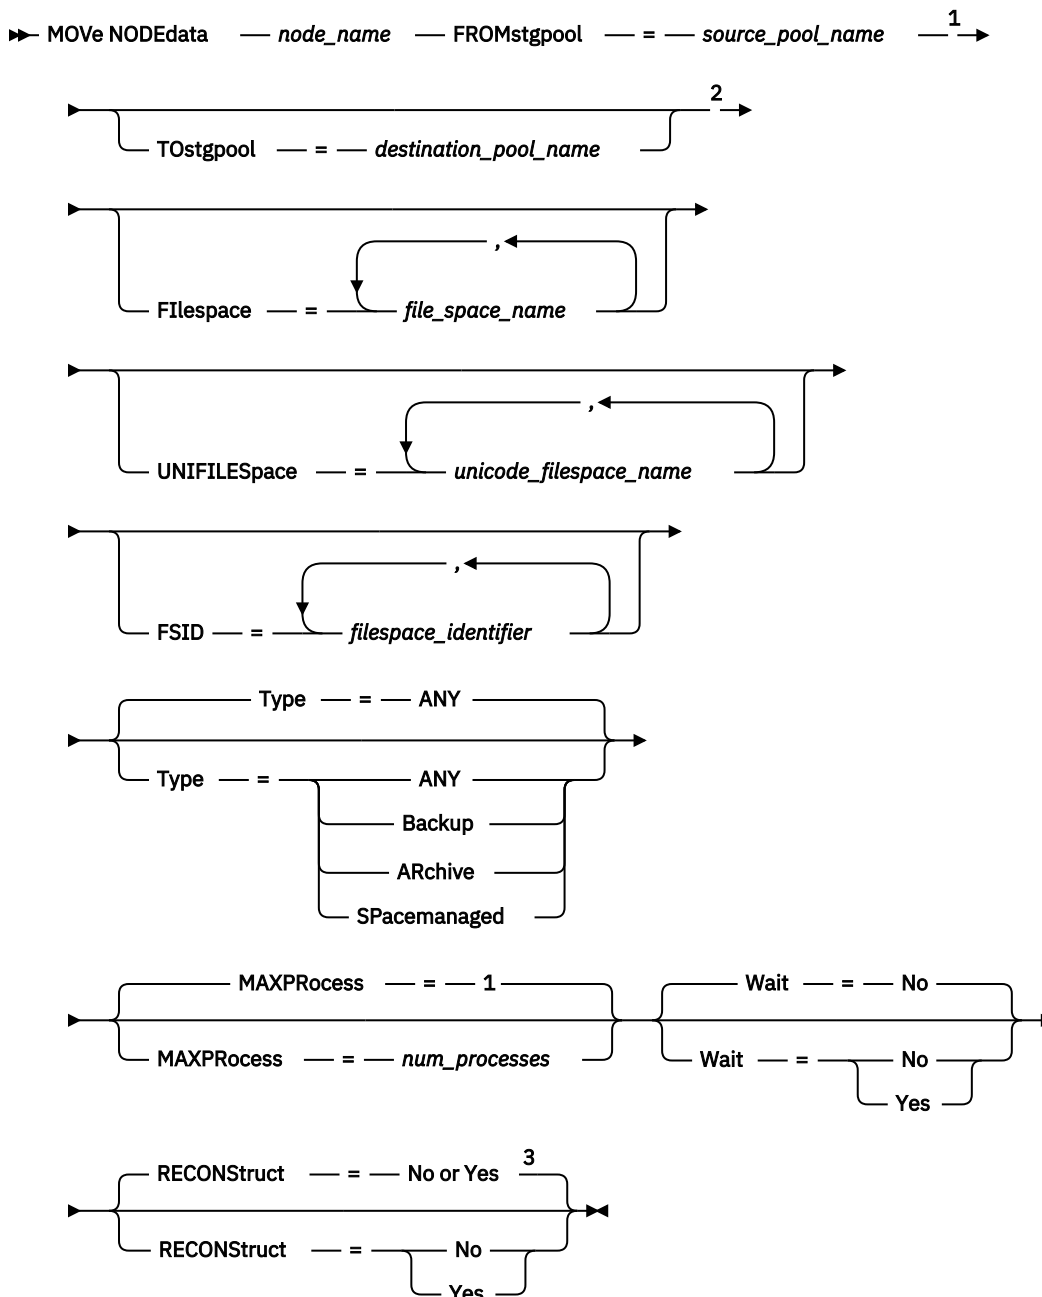 1
MOVe NODEdata node_name FROMstgpool = source_pool_name
2
TOstgpool = destination_pool_name
,
FIlespace = file_space_name
,
UNIFILESpace = unicode_filespace_name
,
FSID = filespace_identifier
Type = ANY
Type = ANY
Backup
ARchive
SPacemanaged
MAXPRocess = 1 Wait = No
MAXPRocess = num_processes Wait = No
Yes
RECONStruct = No or Yes 3
RECONStruct = No
Yes